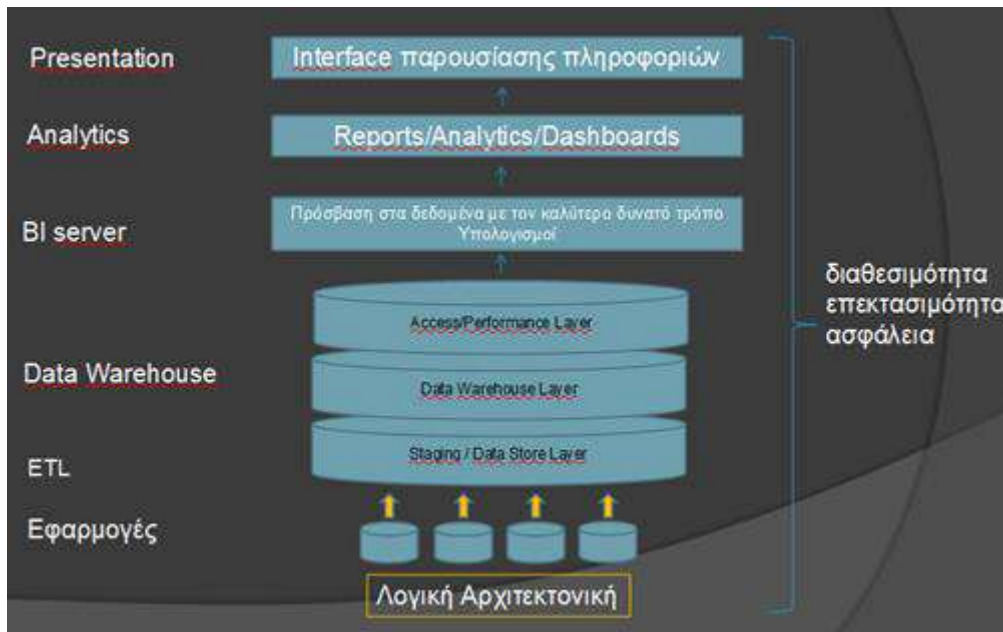 Presentation
Interface παρουσίασης πληροφοριών
Analytics
Reports/Analytics/Dashboards
BI server
Πρόσβαση στα δεδομένα με τον καλύτερο δυνατό τρόπο
Υπολογισμοί
διαθεσιμότητα
επεκτασιμότητα
ασφάλεια
Access/Performance Layer
Data Warehouse
Data Warehouse Layer
Staging / Data Store Layer
ETL
Εφαρμογές
Λογική Αρχιτεκτονική